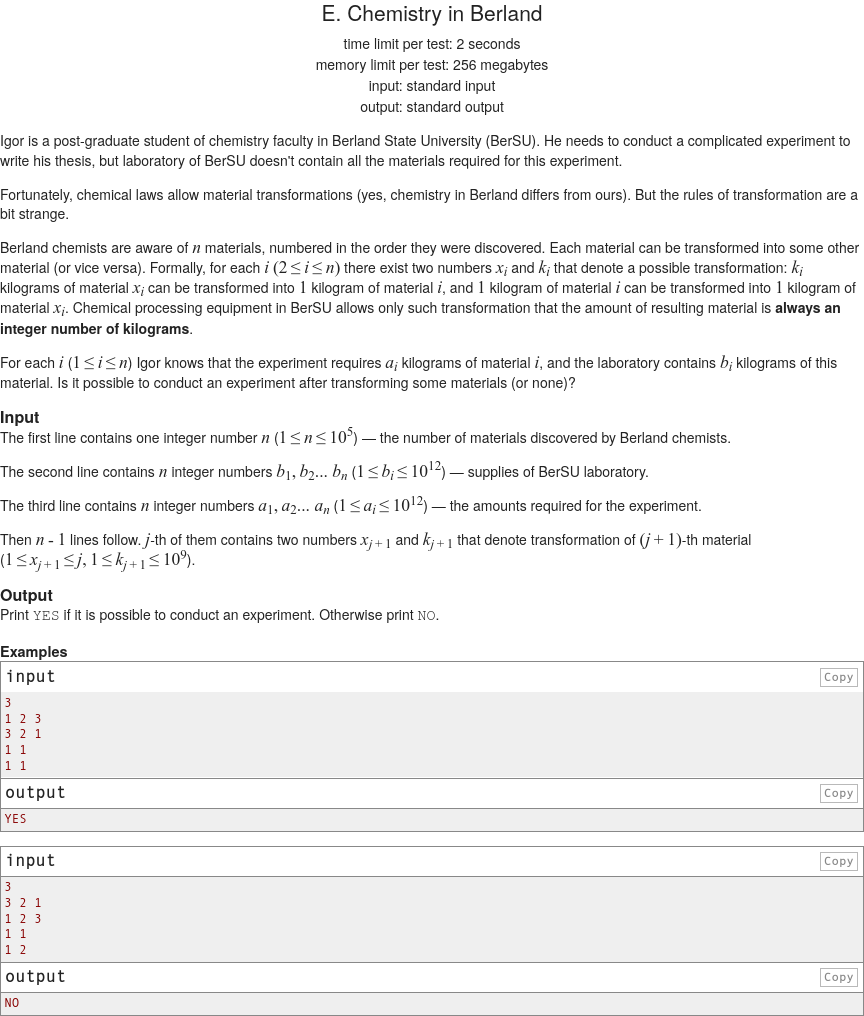 E. Chemistry in Berland
time limit per test: 2 seconds
memory limit per test: 256 megabytes
input: standard input
output: standard output
Igor is a post-graduate student of chemistry faculty in Berland State University (BerSU). He needs to conduct a complicated experiment to
write his thesis, but laboratory of BerSU doesn't contain all the materials required for this experiment.
Fortunately, chemical laws allow material transformations (yes, chemistry in Berland differs from ours). But the rules of transformation are a
bit strange.
Berland chemists are aware of n materials, numbered in the order they were discovered. Each material can be transformed into some other
material (or vice versa). Formally, for each i (2 ≤ i ≤ n) there exist two numbers x_i and k_i that denote a possible transformation: k_i
kilograms of material x_i can be transformed into 1 kilogram of material i, and 1 kilogram of material i can be transformed into 1 kilogram of
material x_i. Chemical processing equipment in BerSU allows only such transformation that the amount of resulting material is always an
integer number of kilograms.
For each i (1 ≤ i ≤ n) Igor knows that the experiment requires a_i kilograms of material i, and the laboratory contains b_i kilograms of this
material. Is it possible to conduct an experiment after transforming some materials (or none)?
Input
The first line contains one integer number n (1 ≤ n ≤ 10^5) — the number of materials discovered by Berland chemists.
The second line contains n integer numbers b_1, b_2... b_n (1 ≤ b_i ≤ 10^12) — supplies of BerSU laboratory.
The third line contains n integer numbers a_1, a_2... a_n (1 ≤ a_i ≤ 10^12) — the amounts required for the experiment.
Then n - 1 lines follow. j-th of them contains two numbers x_{j + 1} and k_{j + 1} that denote transformation of (j + 1)-th material
(1 ≤ x_{j + 1} ≤ j, 1 ≤ k_{j + 1} ≤ 10^9).
Output
Print YES if it is possible to conduct an experiment. Otherwise print NO.
Examples
input
Copy
3
1 2 3
3 2 1
1 1
1 1
output
Copy
YES
input
Copy
3
3 2 1
1 2 3
1 1
1 2
output
Copy
NO